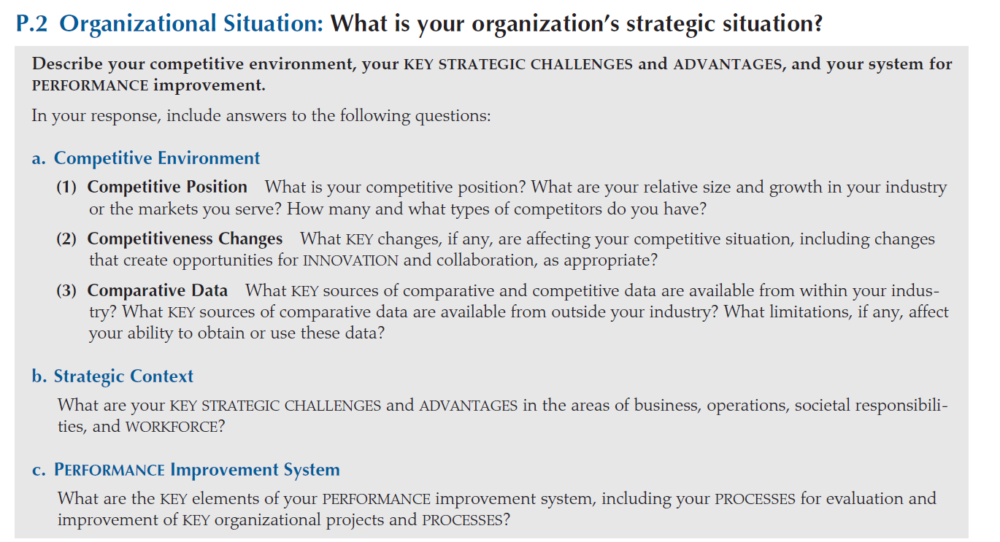 P.2 Organizational Situation: What is your organization's strategic situation?
Describe your competitive environment, your KEY STRATEGIC CHALLENGES and ADVANTAGES, and your system for
PERFORMANCE improvement.
In your response, include answers to the following questions:
a. Competitive Environment
(1) Competitive Position What is your competitive position? What are your relative size and growth in your industry
or the markets you serve? How many and what types of competitors do you have?
(2) Competitiveness Changes What KEY changes, if any, are affecting your competitive situation, including changes
that create opportunities for INNOVATION and collaboration, as appropriate?
(3) Comparative Data What KEY sources of comparative and competitive data are available from within your indus-
try? What KEY sources of comparative data are available from outside your industry? What limitations, if any, affect
your ability to obtain or use these data?
b. Strategic Context
What are your KEY STRATEGIC CHALLENGES and ADVANTAGES in the areas of business, operations, societal responsibili-
ties, and WORKFORCE?
c. PERFORMANCE Improvement System
What are the KEY elements of your PERFORMANCE improvement system, including your PROCESSES for evaluation and
improvement of KEY organizational projects and PROCESSES?